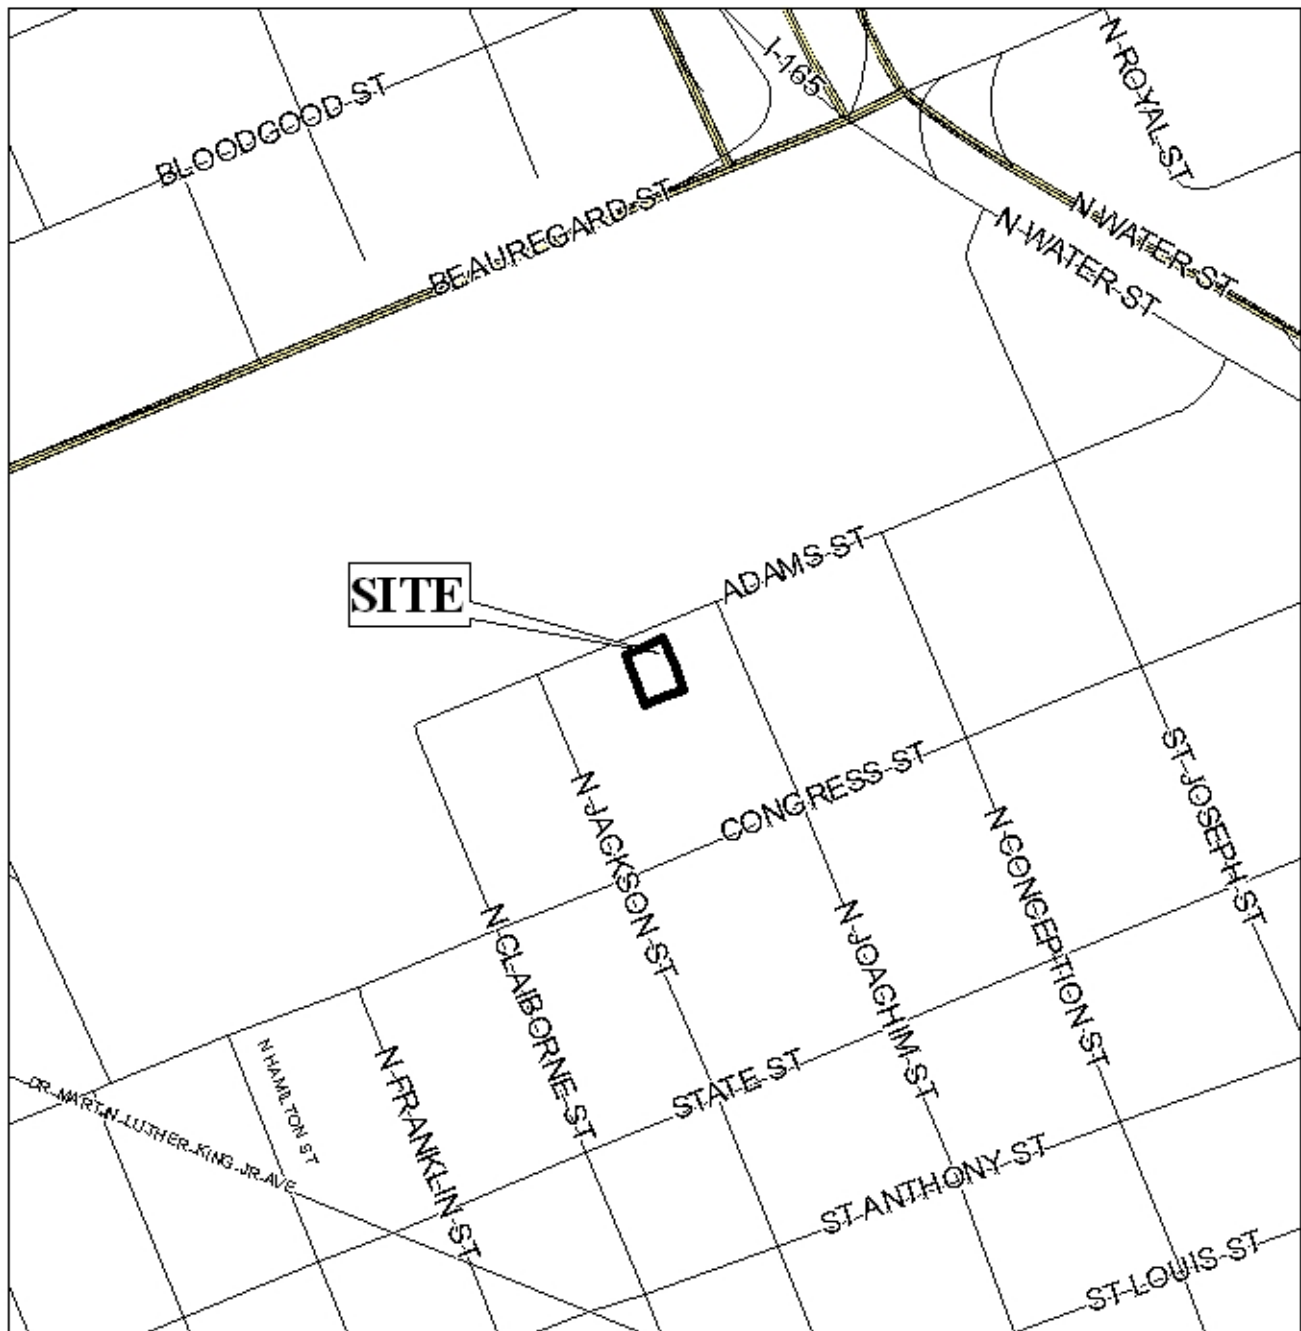 N ROYAL ST
I-165
BLOODGOOD ST
BEAUREGARD ST
N WATER ST
N WATER ST
SITE
ADAMS ST
CONGRESS ST
ST JOSEPH ST
N JACKSON ST
N CONCEPTION ST
N JOACHIM ST
N CLAIBORNE ST
N HAMILTON ST
N FRANKLIN ST
STATE ST
DR MARTIN LUTHER KING JR AVE
ST ANTHONY ST
ST LOUIS ST